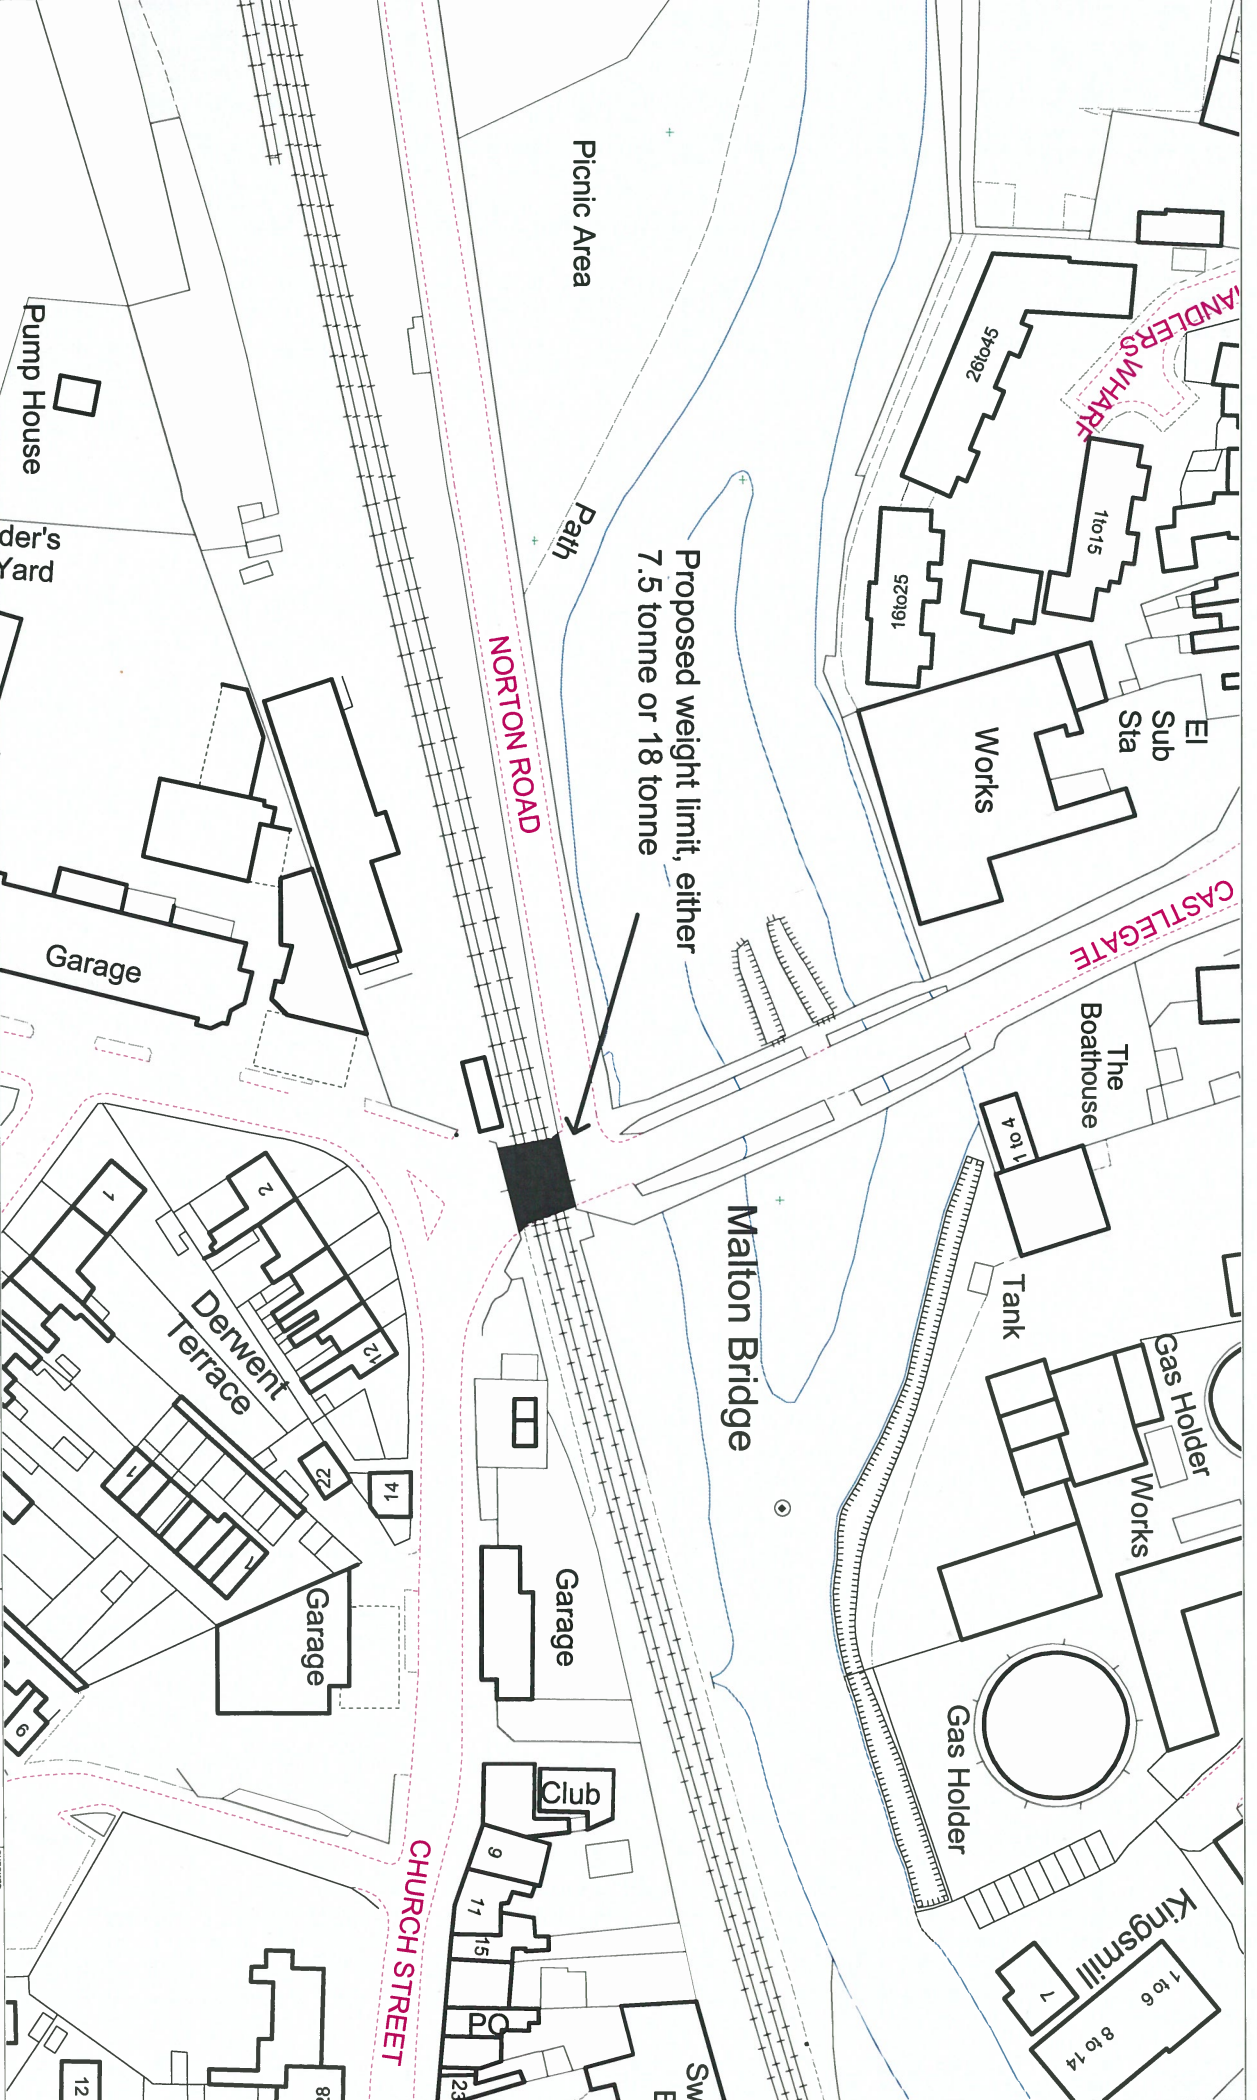 Picnic Area
ANDLERS WHARF
26to45
1to15
16to25
Pump House
Path
der's
Yard
Proposed weight limit, either
7.5 tonne or 18 tonne
NORTON ROAD
El
Sub
Sta
Works
CASTLEGATE
Garage
The
Boathouse
1 to 4
Malton Bridge
Tank
Gas Holder
Works
1
2
12
Derwent
Terrace
22
14
1
Garage
Garage
Gas Holder
Club
9
11
15
PO
23
CHURCH STREET
Kingsmill
7
1 to 6
8 to 14
9
12
Sw